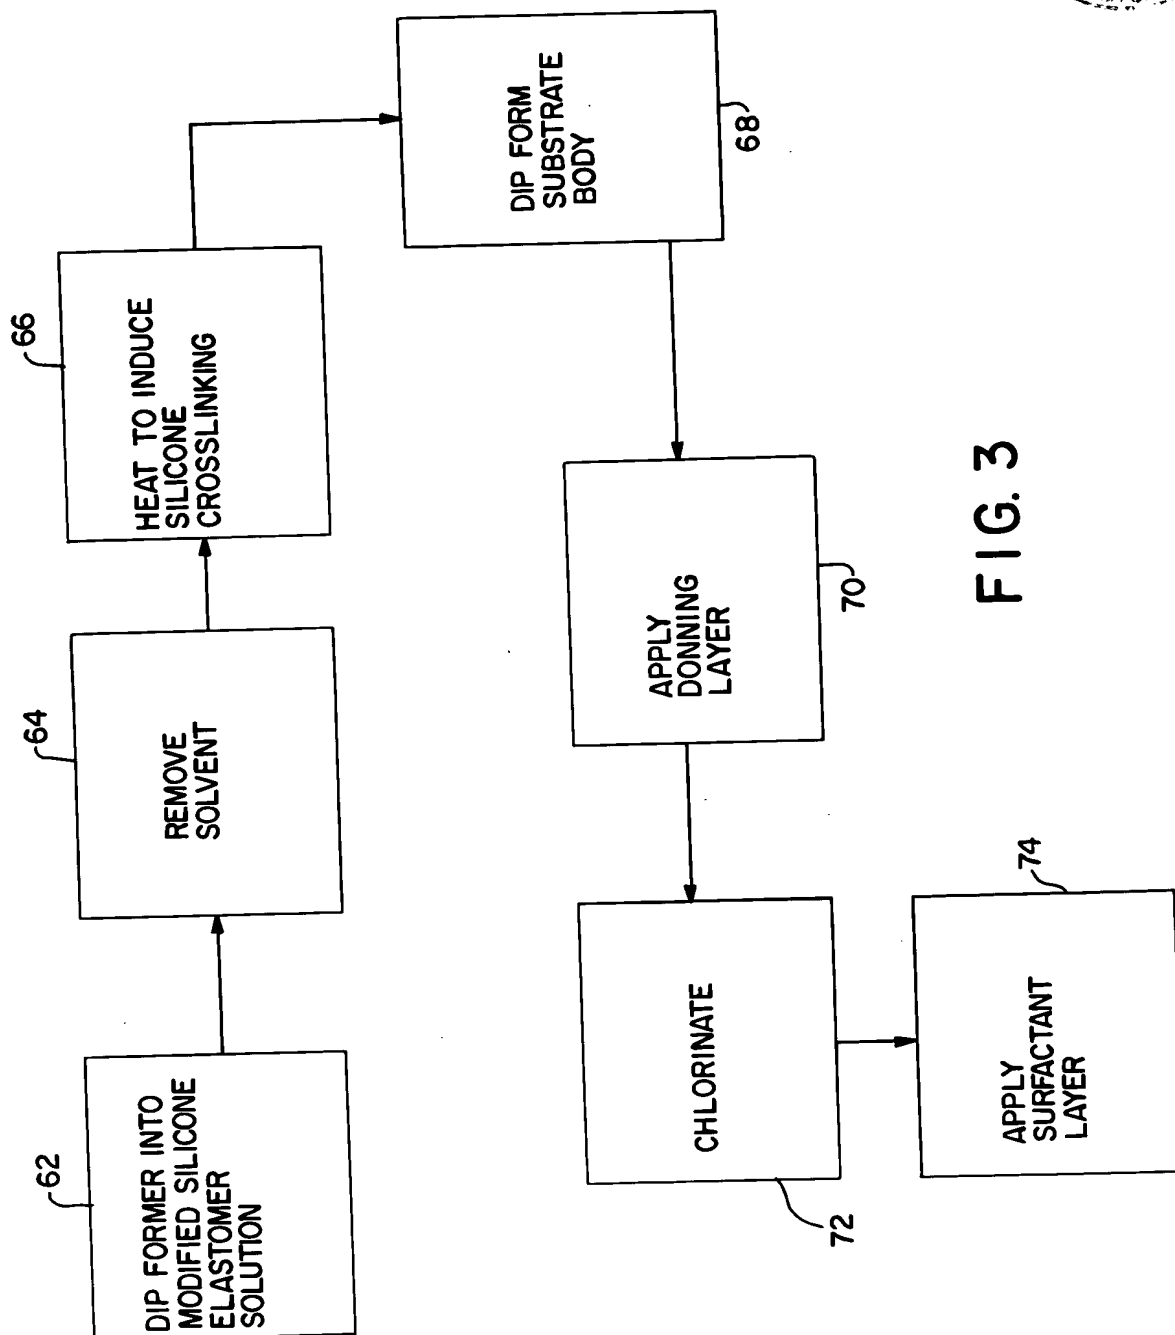 62
DIP FORMER INTO
MODIFIED SILICONE
ELASTOMER
SOLUTION
64
REMOVE
SOLVENT
66
HEAT TO INDUCE
SILICONE
CROSSLINKING
DIP FORM
SUBSTRATE
BODY
68
APPLY
DONNING
LAYER
70
CHLORINATE
72
74
APPLY
SURFACTANT
LAYER
FIG. 3